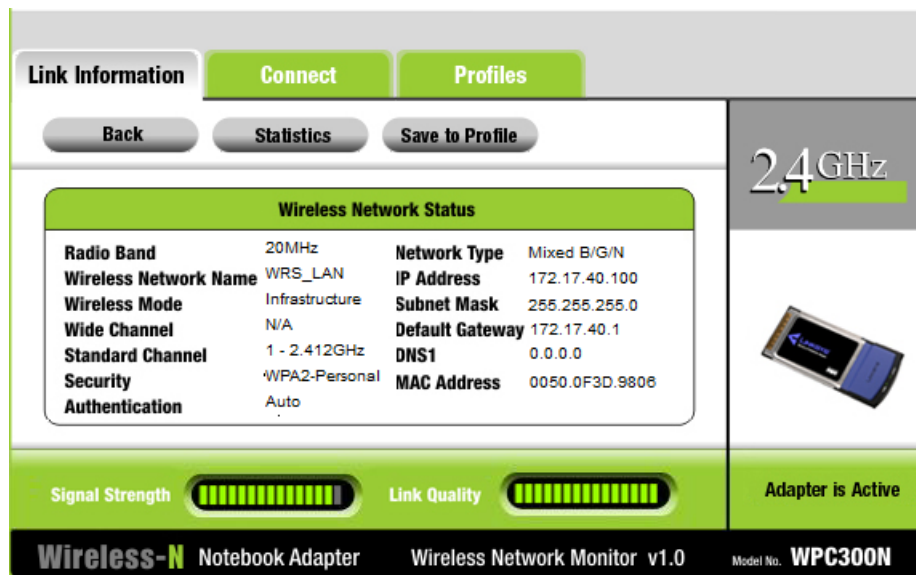 Link Information
Connect
Profiles
Back
Statistics
Save to Profile
2.4GHz
Wireless Network Status
Radio Band 20MHz
Wireless Network Name WRS_LAN
Wireless Mode Infrastructure
Wide Channel N/A
Standard Channel 1 - 2.412GHz
Security WPA2-Personal
Authentication Auto
Network Type Mixed B/G/N
IP Address 172.17.40.100
Subnet Mask 255.255.255.0
Default Gateway 172.17.40.1
DNS1 0.0.0.0
MAC Address 0050.0F3D.9806
LINKSYS
Signal Strength
Link Quality
Adapter is Active
Wireless-N Notebook Adapter
Wireless Network Monitor v1.0
Model No. WPC300N